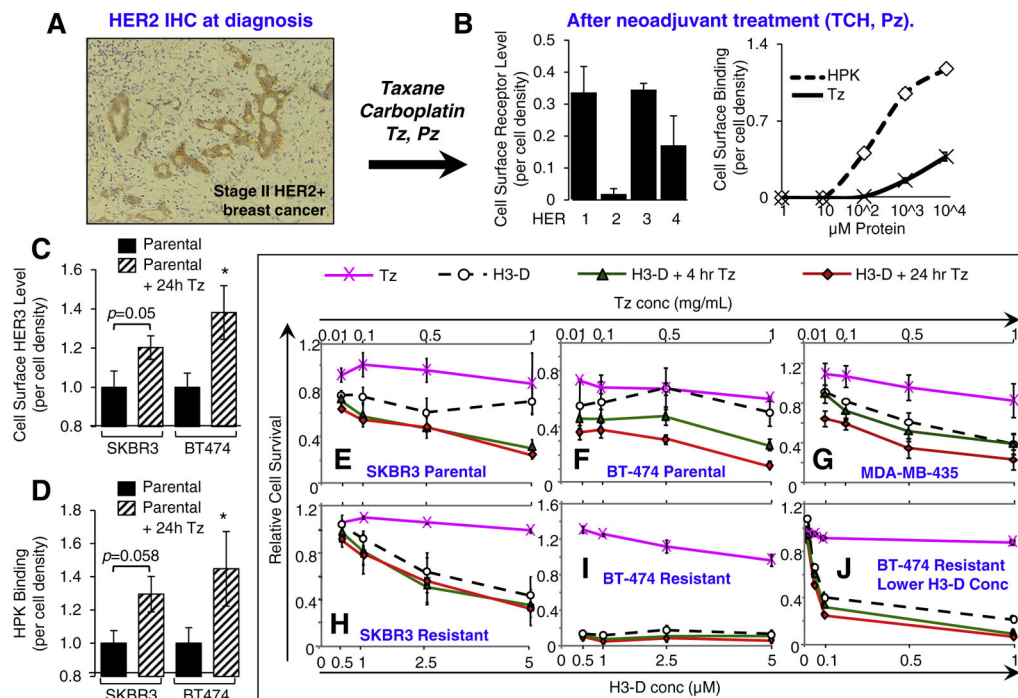 A
HER2 IHC at diagnosis
Stage II HER2+
breast cancer
Taxane
Carboplatin
Tz, Pz
B
After neoadjuvant treatment (TCH, Pz).
Cell Surface Receptor Level
(per cell density)
0.5
0.4
0.3
0.2
0.1
0
HER 1 2 3 4
Cell Surface Binding
(per cell density)
1.4
0.7
0
HPK
Tz
1 10 10^2 10^3 10^4
µM Protein
C
Parental
Parental
+ 24h Tz
Cell Surface HER3 Level
(per cell density)
1.6
1.4
1.2
1.0
0.8
p=0.05
*
SKBR3 BT474
D
Parental
Parental
+ 24h Tz
HPK Binding
(per cell density)
1.8
1.6
1.4
1.2
1.0
0.8
p=0.058
*
SKBR3 BT474
Tz H3-D H3-D + 4 hr Tz H3-D + 24 hr Tz
Tz conc (mg/mL)
Relative Cell Survival
0.01 0.1 0.5 1
1.2
0.8
0.4
0
E
SKBR3 Parental
0.01 0.1 0.5 1
1.2
0.8
0.4
0
F
BT-474 Parental
0.01 0.1 0.5 1
1.2
0.8
0.4
0
G
MDA-MB-435
1.2
0.8
0.4
0
H
SKBR3 Resistant
0 0.5 1 2.5 5
1.6
1.2
0.8
0.4
0
I
BT-474 Resistant
0 0.5 1 2.5 5
1.2
0.8
0.4
0
J
BT-474 Resistant
Lower H3-D Conc
0 0.1 0.5 1
H3-D conc (µM)